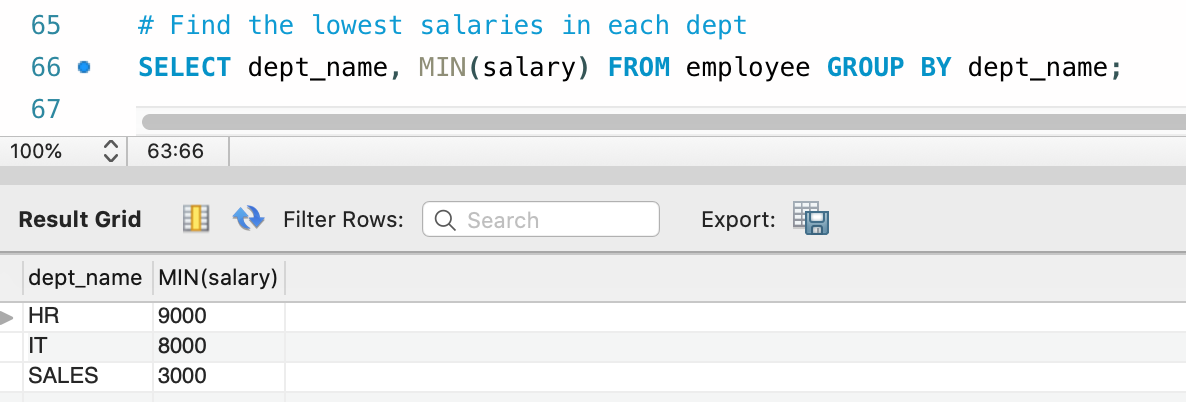 65 # Find the lowest salaries in each dept
66 SELECT dept_name, MIN(salary) FROM employee GROUP BY dept_name;
67
100% 63:66
Result Grid Filter Rows: Search Export:
dept_name MIN(salary)
HR 9000
IT 8000
SALES 3000